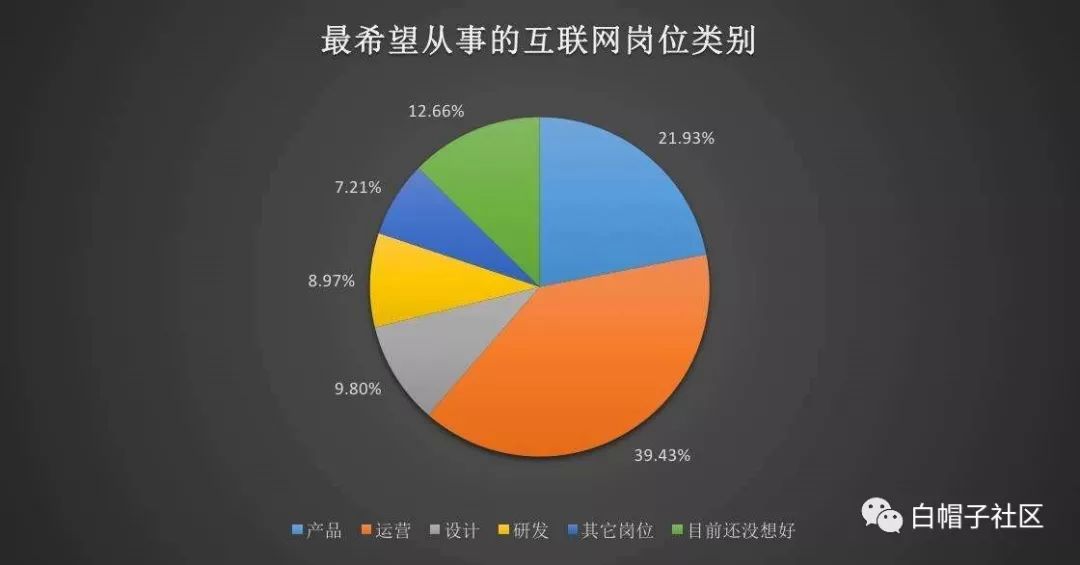 最希望从事的互联网岗位类别
12.66%
21.93%
7.21%
8.97%
9.80%
39.43%
产品 运营 设计 研发 其它岗位 目前还没想好
白帽子社区